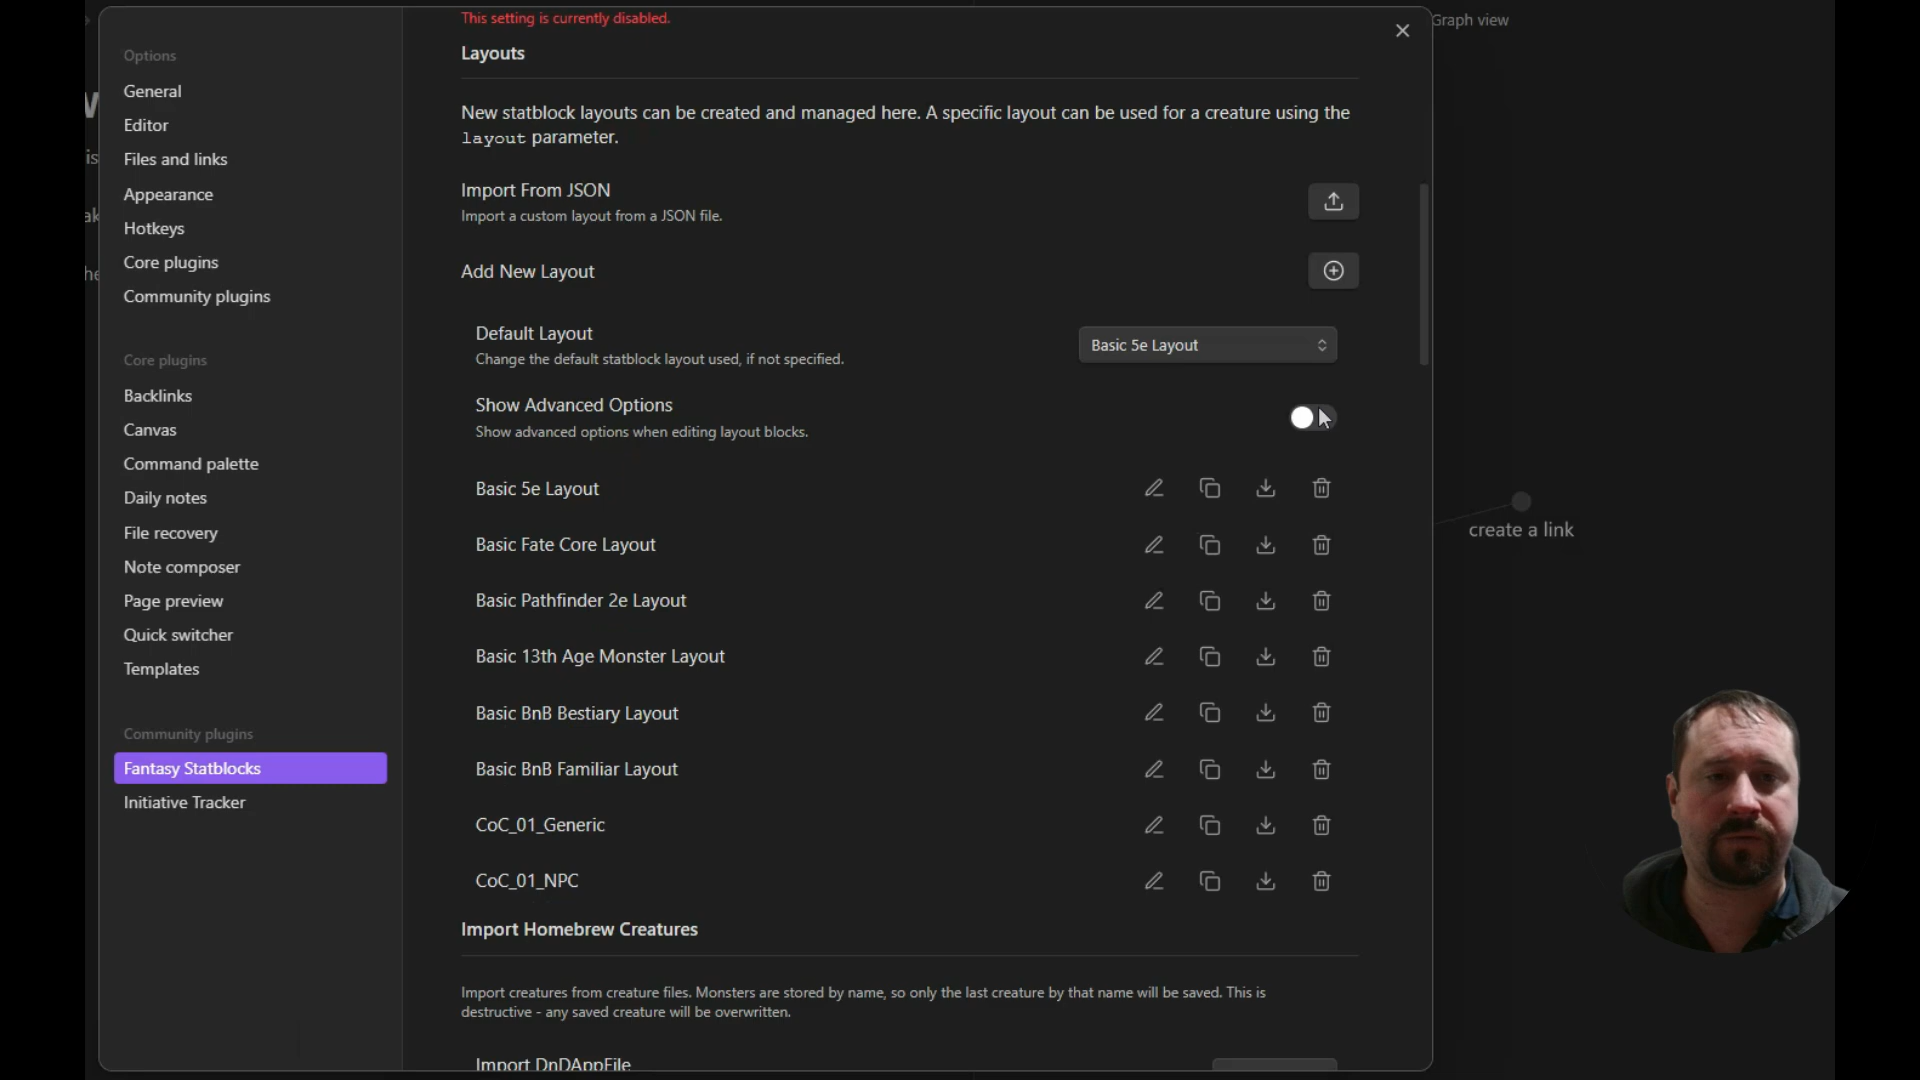 This setting is currently disabled.
Graph view
Options
General
Editor
Files and links
Appearance
Hotkeys
Core plugins
Community plugins
Core plugins
Backlinks
Canvas
Command palette
Daily notes
File recovery
Note composer
Page preview
Quick switcher
Templates
Community plugins
Fantasy Statblocks
Initiative Tracker
Layouts
New statblock layouts can be created and managed here. A specific layout can be used for a creature using the
layout parameter.
Import From JSON
Import a custom layout from a JSON file.
Add New Layout
Default Layout
Change the default statblock layout used, if not specified.
Basic 5e Layout
Show Advanced Options
Show advanced options when editing layout blocks.
Basic 5e Layout
Basic Fate Core Layout
Basic Pathfinder 2e Layout
Basic 13th Age Monster Layout
Basic BnB Bestiary Layout
Basic BnB Familiar Layout
CoC_01_Generic
CoC_01_NPC
Import Homebrew Creatures
Import creatures from creature files. Monsters are stored by name, so only the last creature by that name will be saved. This is
destructive - any saved creature will be overwritten.
Import DnDAppFile
create a link